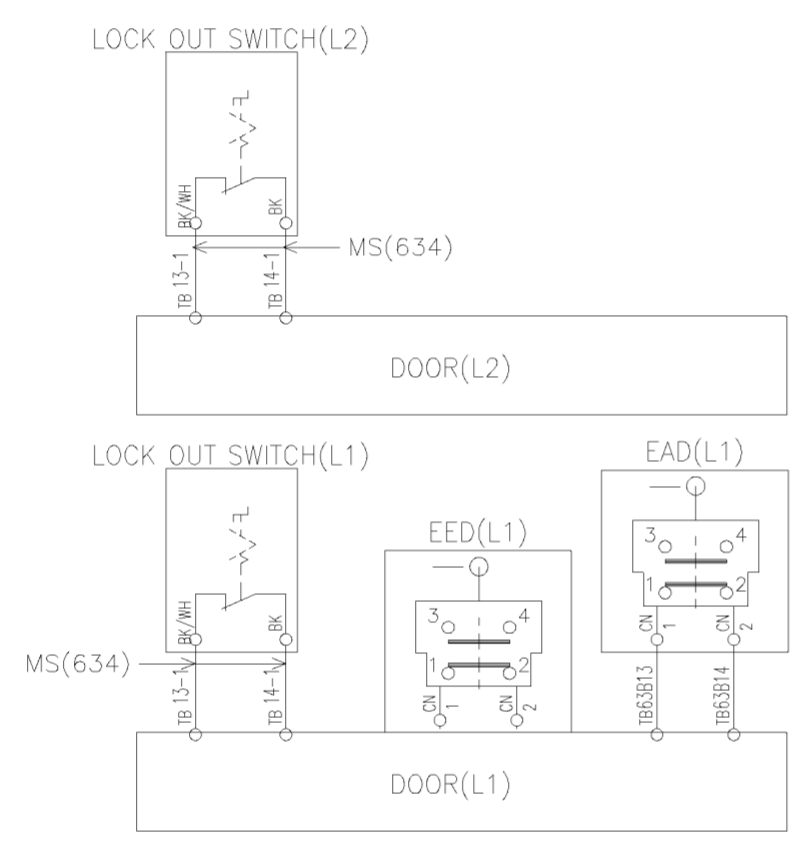 LOCK OUT SWITCH(L2)
BK/WH
BK
MS(634)
TB 13-1
TB 14-1
DOOR(L2)
LOCK OUT SWITCH(L1)
EAD(L1)
EED(L1)
3 4
1 2
3 4
1 2
BK/WH
BK
CN 1
CN 2
MS(634)
TB 13-1
TB 14-1
CN 1
CN 2
TB63B13
TB63B14
DOOR(L1)